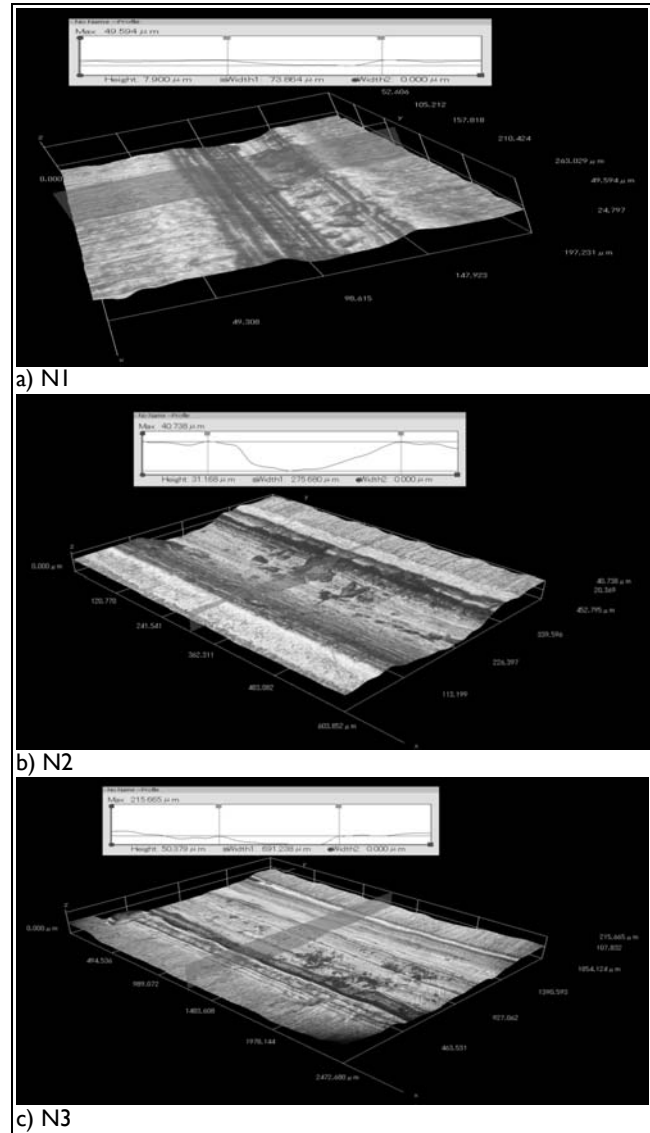 No Name - Profile
Max 49.594 μm
Height: 7.900 μm Width1: 73.864 μm Width2: 0.000 μm
z
y
52.606
105.212
157.818
210.424
263.029 μm
0.000
49.594 μm
24.797
197.231 μm
147.923
98.615
49.308
x
a) N1
No Name - Profile
Max 40.738 μm
Height 31.168 μm Width1 275.680 μm Width2 0.000 μm
y
z
0.000 μm
120.770
241.541
362.311
483.082
603.852 μm
x
40.738 μm
20.369
452.795 μm
339.596
226.397
113.199
b) N2
No Name - Profile
Max 215.665 μm
Height: 50.379 μm Width1: 691.238 μm Width2 0.000 μm
y
z
0.000 μm
494.536
989.072
1483.608
1978.144
2472.680 μm
x
215.665 μm
107.832
1854.124 μm
1390.593
927.062
463.531
c) N3